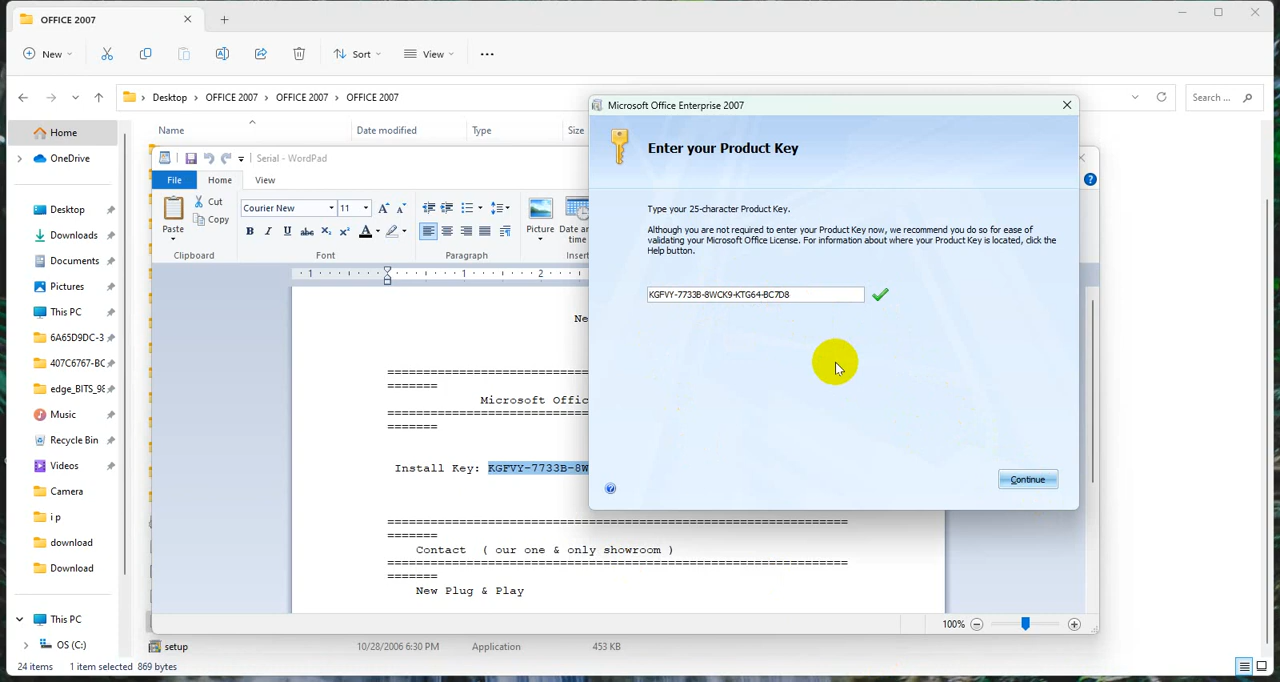 OFFICE 2007
New
Sort
View
Desktop > OFFICE 2007 > OFFICE 2007 > OFFICE 2007
Search ...
Home
OneDrive
Desktop
Downloads
Documents
Pictures
This PC
6A65D9DC-3
407C6767-BC
edge_BITS_98
Music
Recycle Bin
Videos
Camera
i p
download
Download
This PC
OS (C:)
Name
Date modified
Type
Size
Serial - WordPad
File
Home
View
Paste
Cut
Copy
Clipboard
Courier New
11
Font
Paragraph
Picture
Date an
time
Insert
1
1
2
Ne
=======
Microsoft Offic
=======
Install Key: KGFVY-7733B-8W
=======
Contact ( our one & only showroom )
=======
New Plug & Play
100%
Microsoft Office Enterprise 2007
Enter your Product Key
Type your 25-character Product Key.
Although you are not required to enter your Product Key now, we recommend you do so for ease of
validating your Microsoft Office License. For information about where your Product Key is located, click the
Help button.
KGFVY-7733B-8WCK9-KTG64-BC7D8
Continue
setup
10/28/2006 6:30 PM
Application
453 KB
24 items
1 item selected 869 bytes